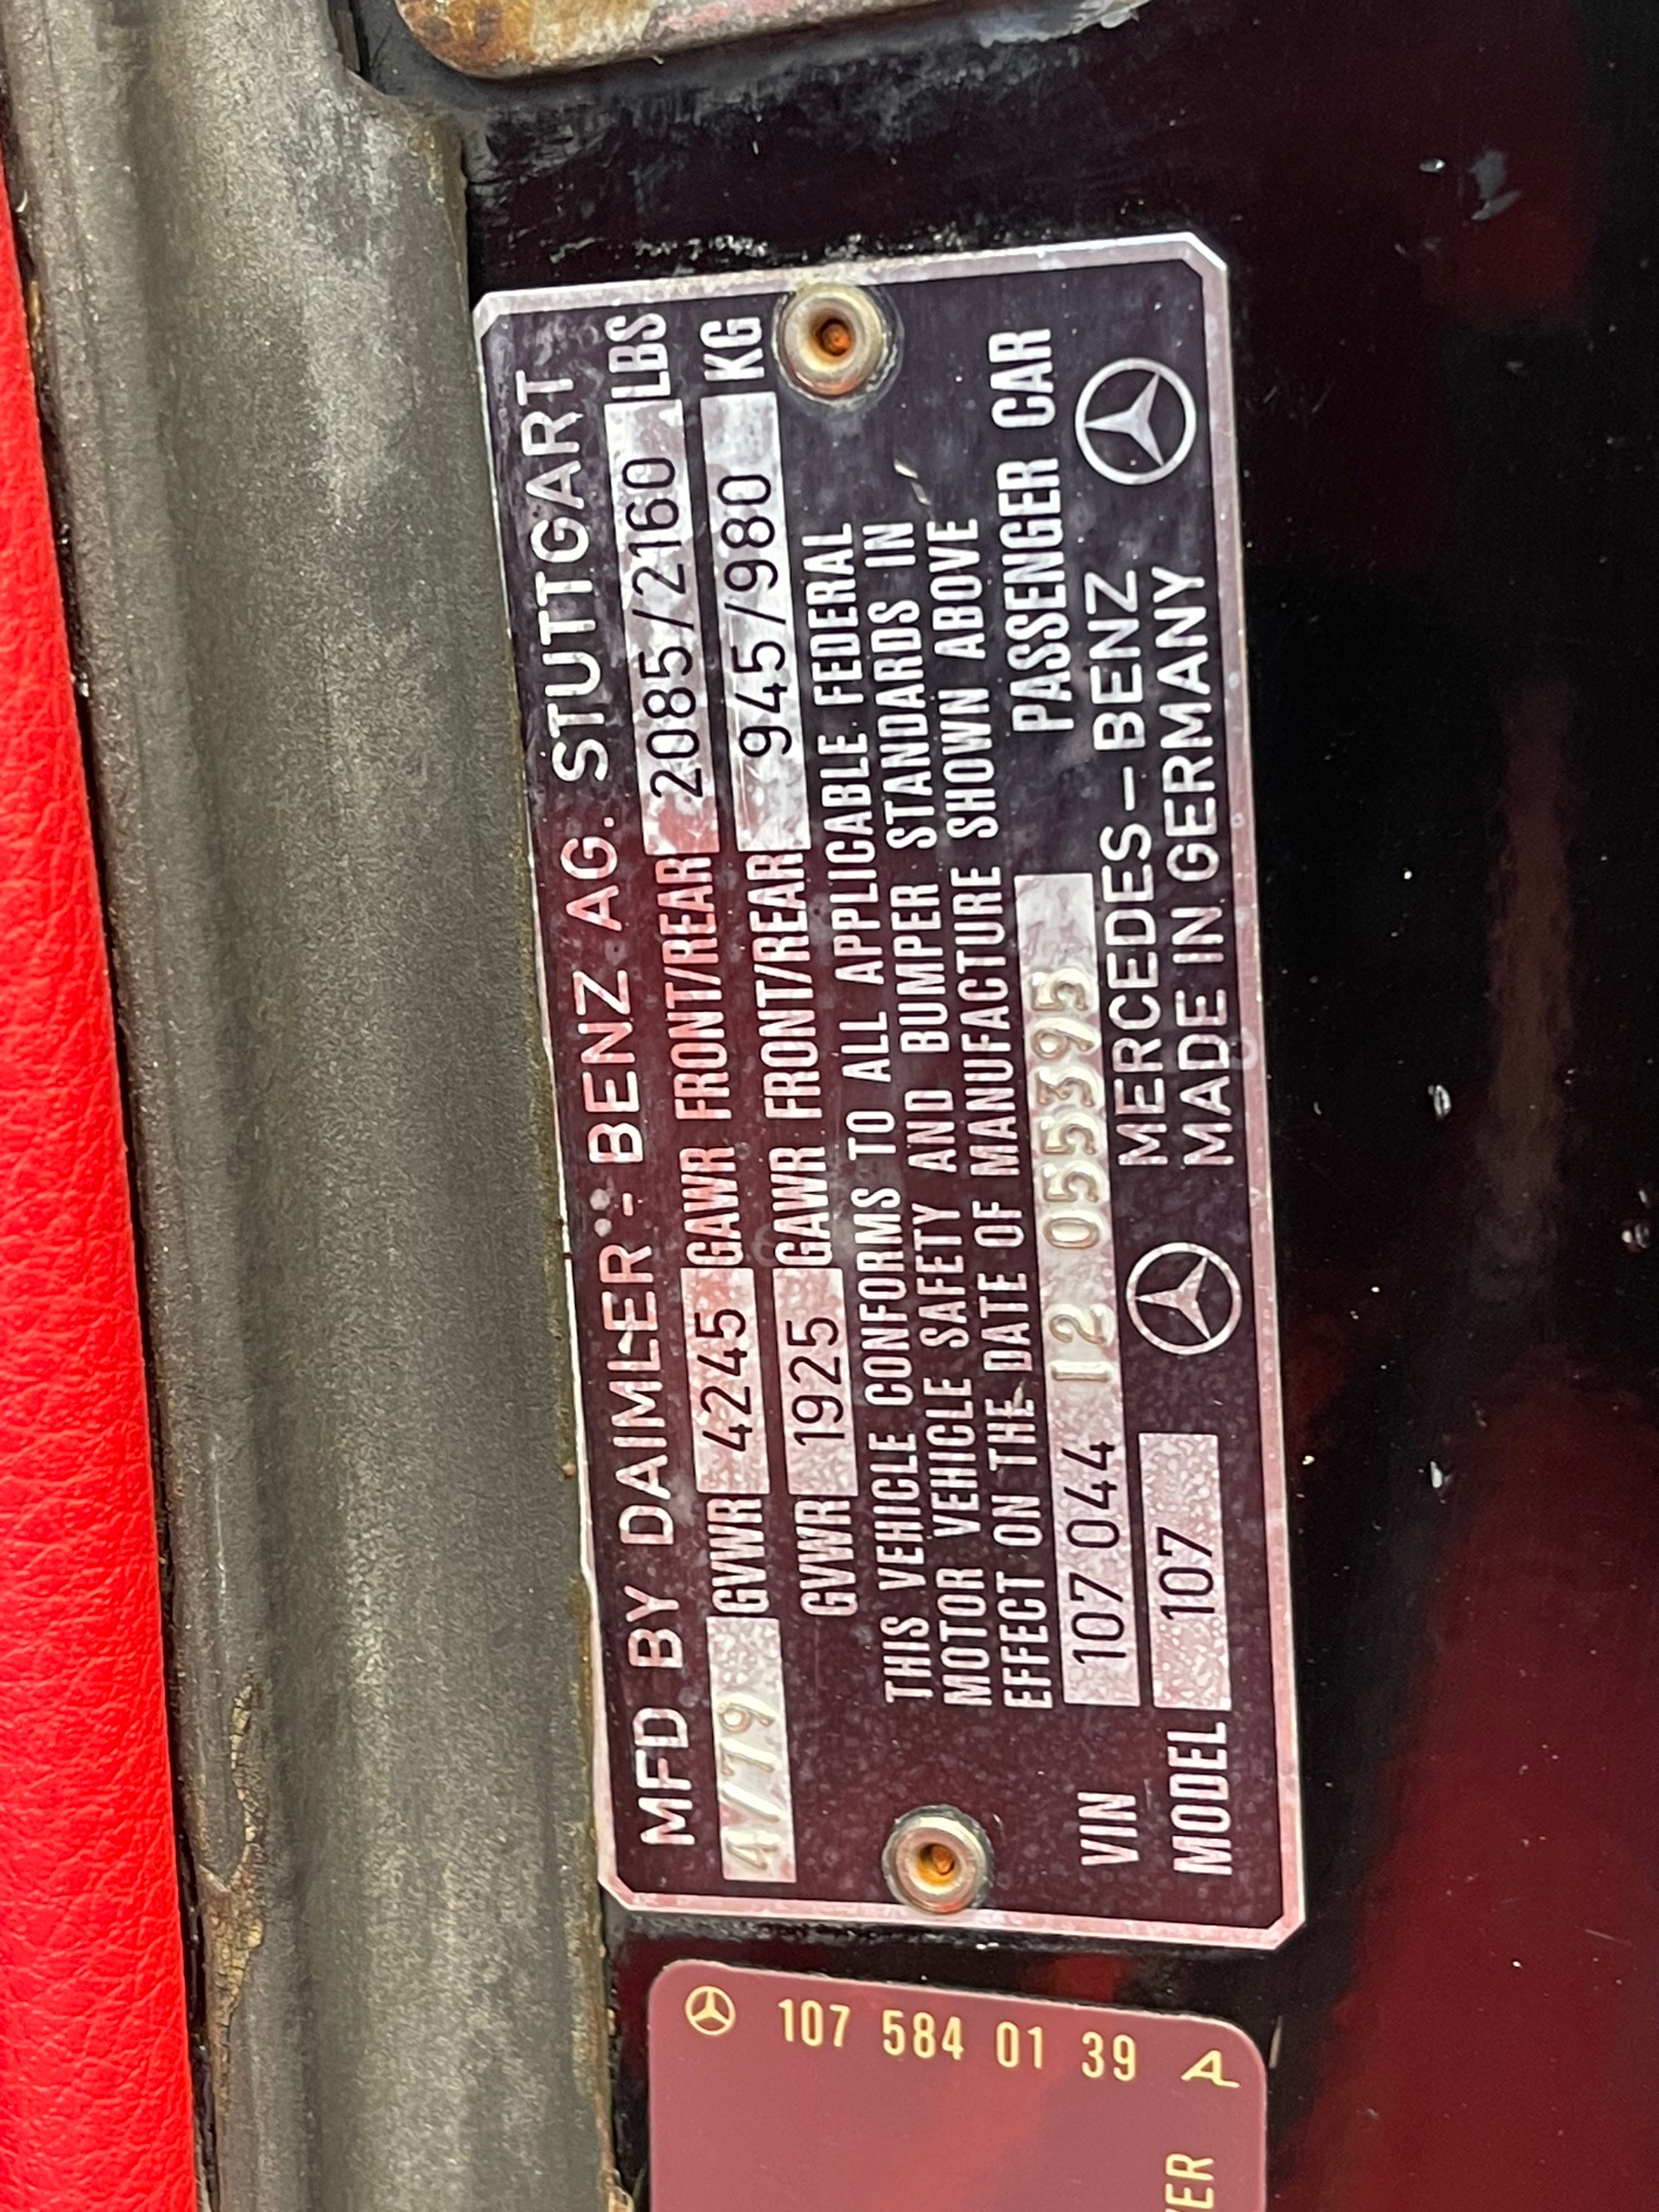 MFD BY DAIMLER-BENZ AG. STUTTGART
4/79 GVWR 4245 GAWR FRONT/REAR 2085/2160 LBS
GVWR 1925 GAWR FRONT/REAR 945/980 KG
THIS VEHICLE CONFORMS TO ALL APPLICABLE FEDERAL
MOTOR VEHICLE SAFETY AND BUMPER STANDARDS IN
EFFECT ON THE DATE OF MANUFACTURE SHOWN ABOVE
VIN 107 044 12 055395 PASSENGER CAR
MODEL 107 MERCEDES-BENZ
MADE IN GERMANY
107 584 01 39 A